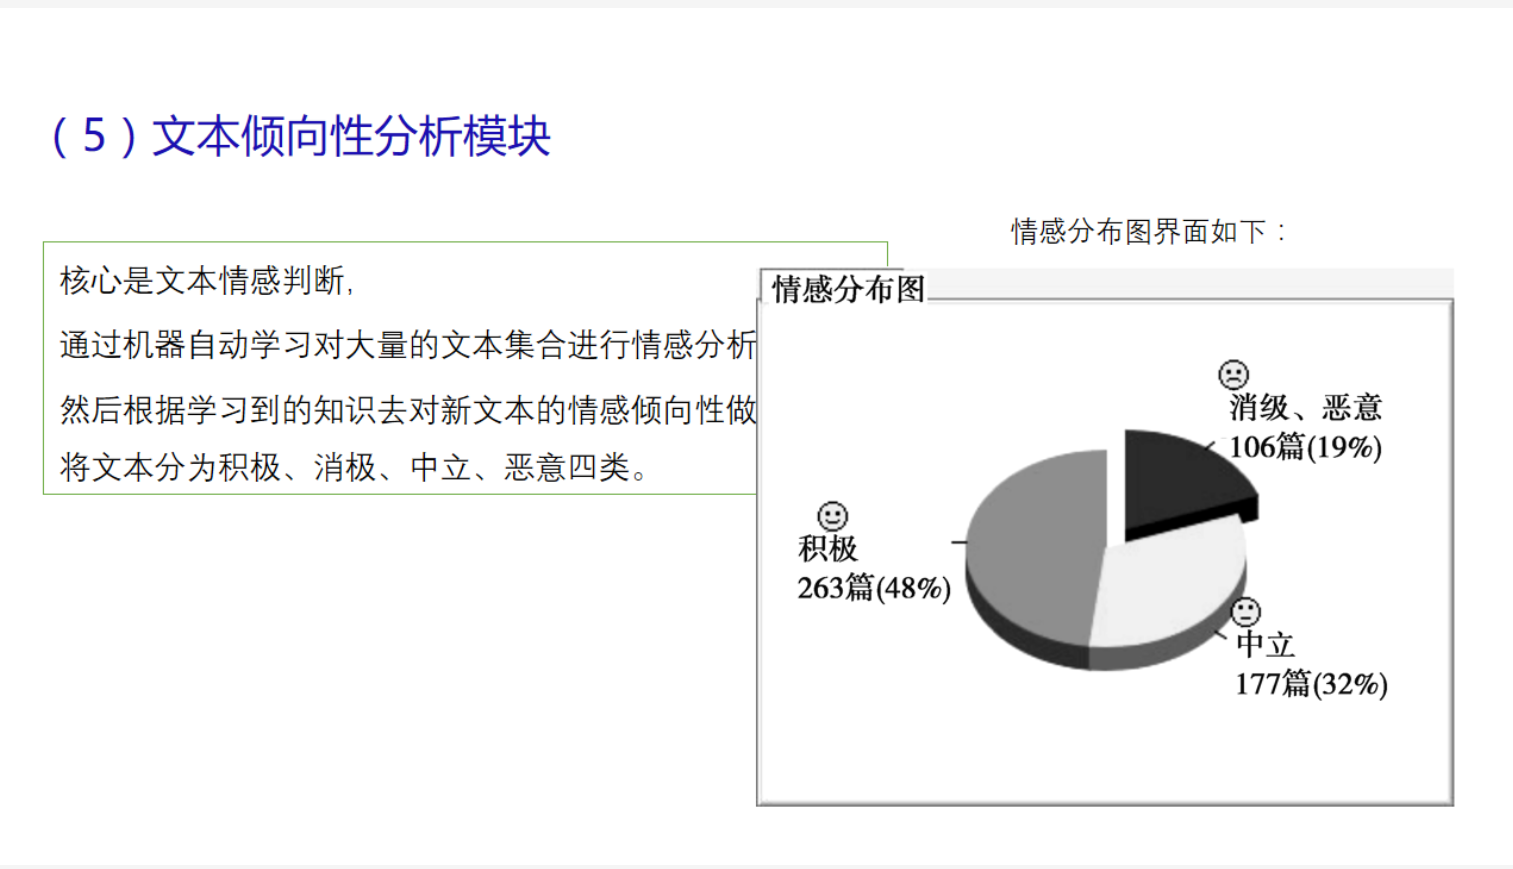 （5）文本倾向性分析模块
核心是文本情感判断,
通过机器自动学习对大量的文本集合进行情感分析
然后根据学习到的知识去对新文本的情感倾向性做
将文本分为积极、消极、中立、恶意四类。
情感分布图界面如下：
情感分布图
消级、恶意
106篇(19%)
积极
263篇(48%)
中立
177篇(32%)